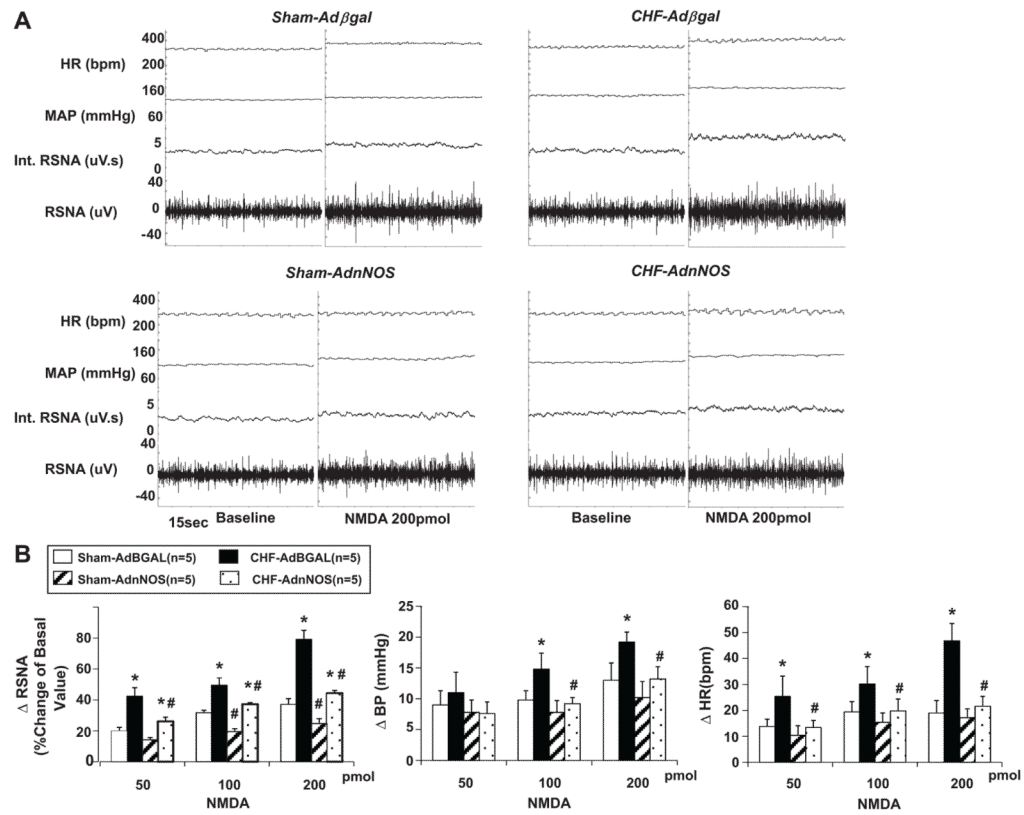 A
Sham-Adβgal
CHF-Adβgal
400
HR (bpm)
200
160
MAP (mmHg)
60
5
Int. RSNA (uV.s)
0
40
RSNA (uV)
0
-40
Sham-AdnNOS
CHF-AdnNOS
400
HR (bpm)
200
160
MAP (mmHg)
60
5
Int. RSNA (uV.s)
0
40
RSNA (uV)
0
-40
15sec Baseline NMDA 200pmol Baseline NMDA 200pmol
B
Sham-AdBGAL(n=5) CHF-AdBGAL(n=5)
Sham-AdnNOS(n=5) CHF-AdnNOS(n=5)
Δ RSNA
(%Change of Basal
Value)
80
60
40
20
0
* *# * # *# * # *#
50 100 200 pmol
NMDA
Δ BP (mmHg)
25
20
15
10
5
0
* # * #
50 100 200 pmol
NMDA
Δ HR(bpm)
60
50
40
30
20
10
0
* # * # * #
50 100 200 pmol
NMDA